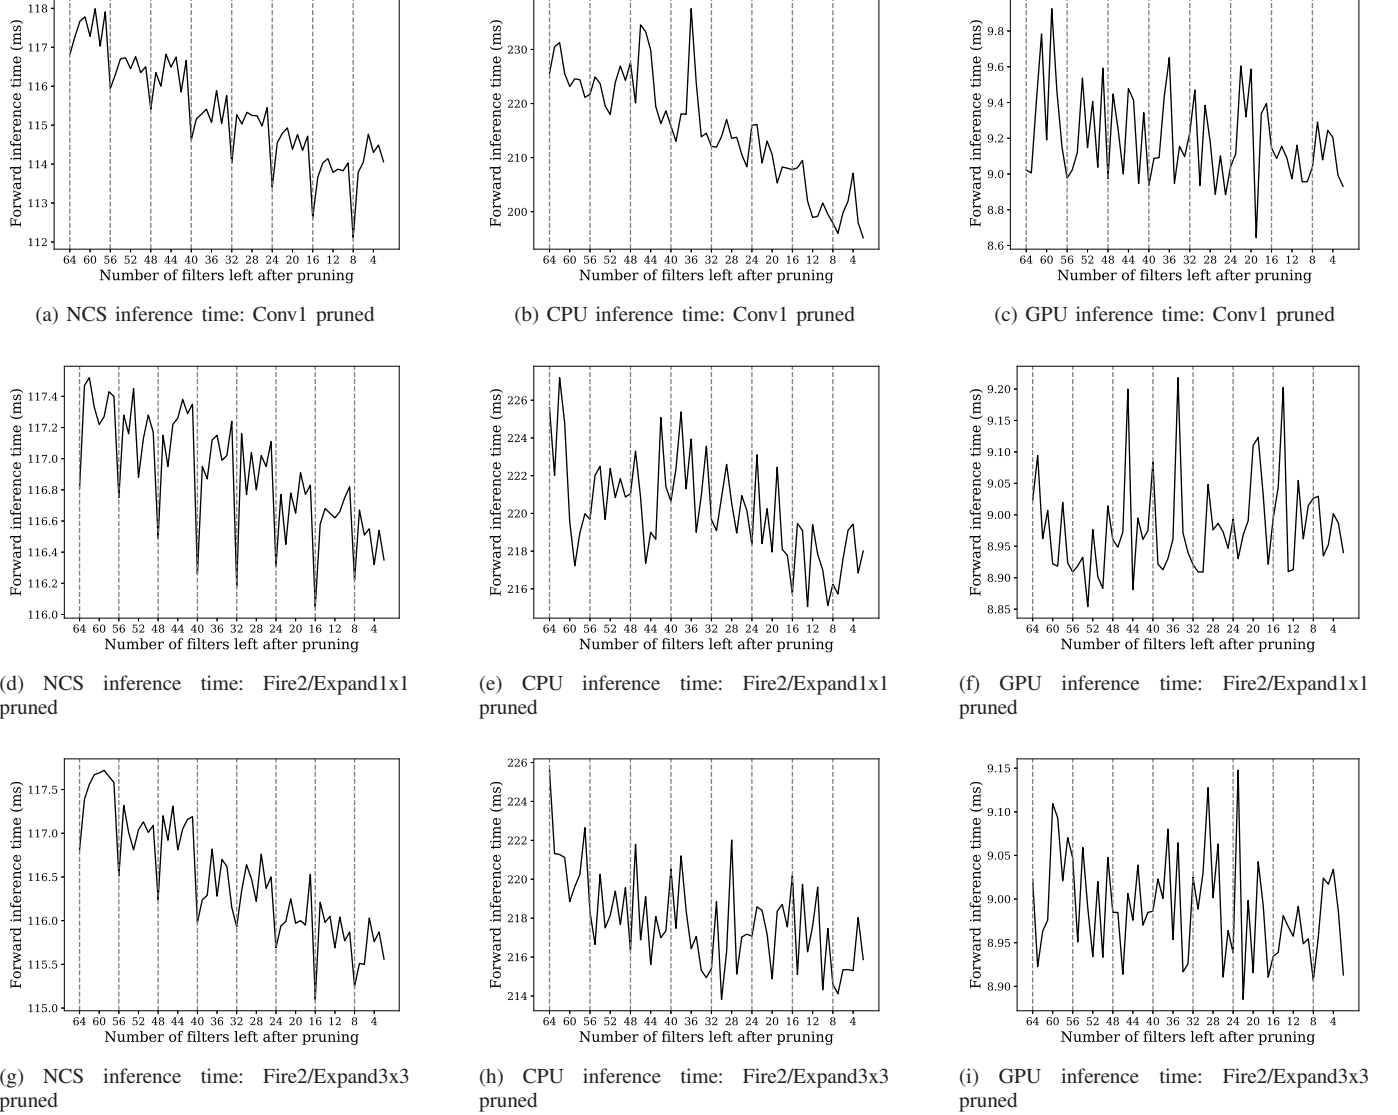 118
117
116
115
114
113
112
Forward inference time (ms)
64 60 56 52 48 44 40 36 32 28 24 20 16 12 8 4
Number of filters left after pruning
(a) NCS inference time: Conv1 pruned
230
220
210
200
Forward inference time (ms)
64 60 56 52 48 44 40 36 32 28 24 20 16 12 8 4
Number of filters left after pruning
(b) CPU inference time: Conv1 pruned
9.8
9.6
9.4
9.2
9.0
8.8
8.6
Forward inference time (ms)
64 60 56 52 48 44 40 36 32 28 24 20 16 12 8 4
Number of filters left after pruning
(c) GPU inference time: Conv1 pruned
117.4
117.2
117.0
116.8
116.6
116.4
116.2
116.0
Forward inference time (ms)
64 60 56 52 48 44 40 36 32 28 24 20 16 12 8 4
Number of filters left after pruning
(d) NCS inference time: Fire2/Expand1x1
pruned
226
224
222
220
218
216
Forward inference time (ms)
64 60 56 52 48 44 40 36 32 28 24 20 16 12 8 4
Number of filters left after pruning
(e) CPU inference time: Fire2/Expand1x1
pruned
9.20
9.15
9.10
9.05
9.00
8.95
8.90
8.85
Forward inference time (ms)
64 60 56 52 48 44 40 36 32 28 24 20 16 12 8 4
Number of filters left after pruning
(f) GPU inference time: Fire2/Expand1x1
pruned
117.5
117.0
116.5
116.0
115.5
115.0
Forward inference time (ms)
64 60 56 52 48 44 40 36 32 28 24 20 16 12 8 4
Number of filters left after pruning
(g) NCS inference time: Fire2/Expand3x3
pruned
226
224
222
220
218
216
214
Forward inference time (ms)
64 60 56 52 48 44 40 36 32 28 24 20 16 12 8 4
Number of filters left after pruning
(h) CPU inference time: Fire2/Expand3x3
pruned
9.15
9.10
9.05
9.00
8.95
8.90
Forward inference time (ms)
64 60 56 52 48 44 40 36 32 28 24 20 16 12 8 4
Number of filters left after pruning
(i) GPU inference time: Fire2/Expand3x3
pruned